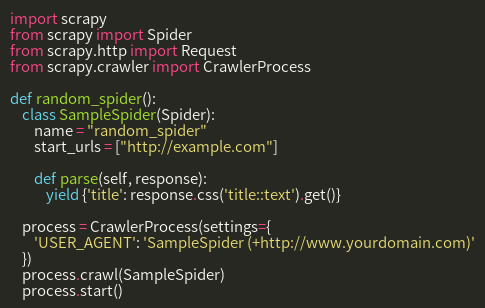 import scrapy
from scrapy import Spider
from scrapy.http import Request
from scrapy.crawler import CrawlerProcess

def random_spider():
    class SampleSpider(Spider):
        name = "random_spider"
        start_urls = ["http://example.com"]

        def parse(self, response):
            yield {'title': response.css('title::text').get()}

    process = CrawlerProcess(settings={
        'USER_AGENT': 'SampleSpider (+http://www.yourdomain.com)'
    })
    process.crawl(SampleSpider)
    process.start()